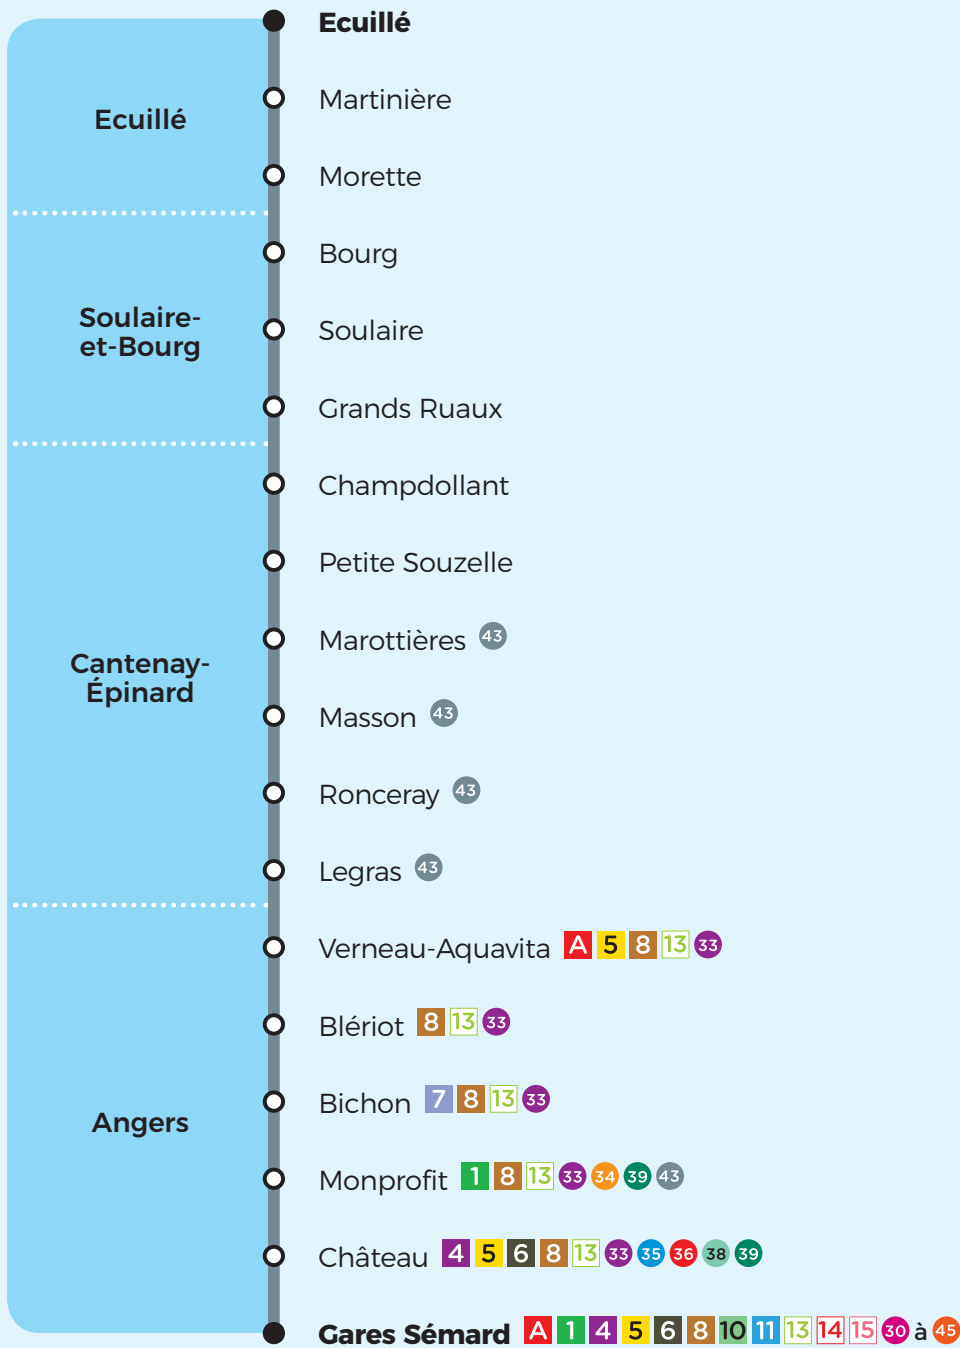 Ecuillé
Ecuillé
Martinière
Morette
Soulaire-
et-Bourg
Bourg
Soulaire
Grands Ruaux
Cantenay-
Épinard
Champdollant
Petite Souzelle
Marottières 43
Masson 43
Ronceray 43
Legras 43
Angers
Verneau-Aquavita A 5 8 13 33
Blériot 8 13 33
Bichon 7 8 13 33
Monprofit 1 8 13 33 34 39 43
Château 4 5 6 8 13 33 35 36 38 39
Gares Sémard A 1 4 5 6 8 10 11 13 14 15 30 à 45